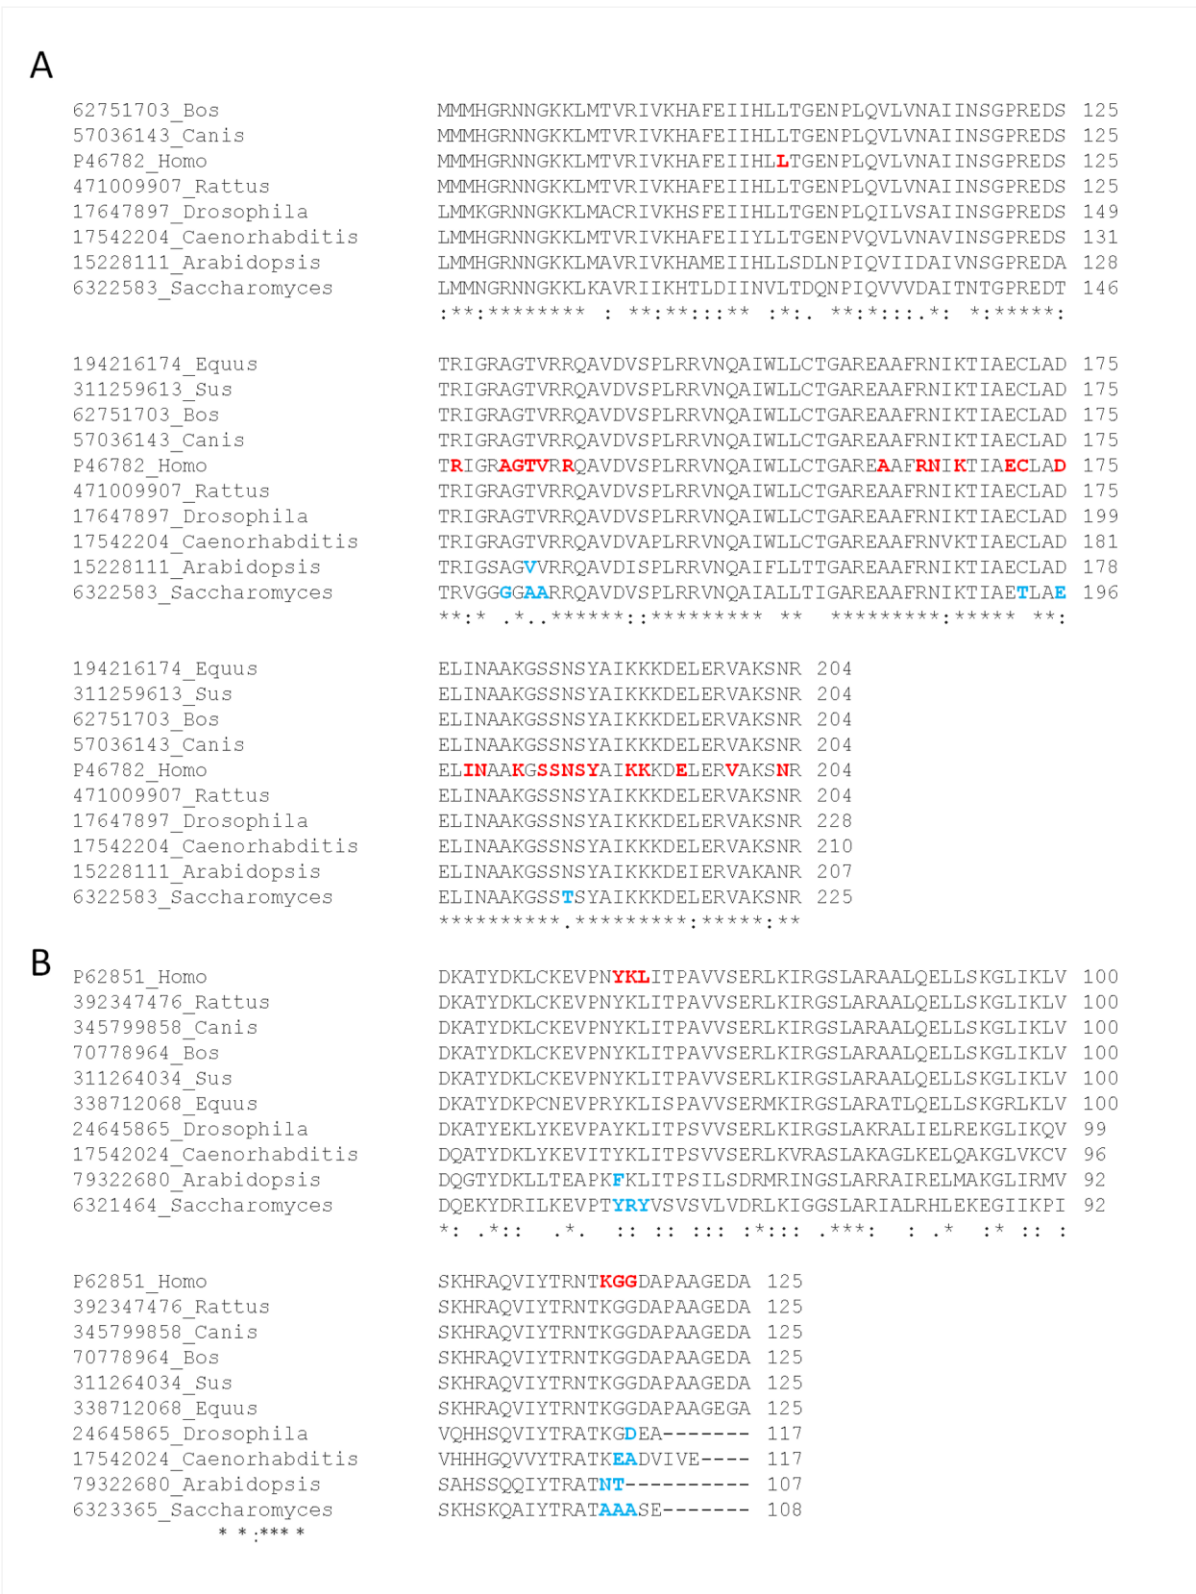 A
62751703_Bos MMMHGRNNGKKLMTVRIVKHAFEIIHLLTGENPLQVLVNAIINSGPREDS 125
57036143_Canis MMMHGRNNGKKLMTVRIVKHAFEIIHLLTGENPLQVLVNAIINSGPREDS 125
P46782_Homo MMMHGRNNGKKLMTVRIVKHAFEIIHLLTGENPLQVLVNAIINSGPREDS 125
471009907_Rattus MMMHGRNNGKKLMTVRIVKHAFEIIHLLTGENPLQVLVNAIINSGPREDS 125
17647897_Drosophila LMMKGRNNGKKLMACRIVKHSFEIIHLLTGENPLQILVSAIINSGPREDS 149
17542204_Caenorhabditis LMMHGRNNGKKLMTVRIVKHAFEIIYLLTGENPVQVLVNAVINSGPREDS 131
15228111_Arabidopsis LMMHGRNNGKKLMAVRIVKHAMEIIHLLSDLNPIQVIIDAIVNSGPREDA 128
6322583_Saccharomyces LMMNGRNNGKKLKAVRIIKHTLDIINVLTDQNPIQVVVDAITNTGPREDT 146
:**:******** : **:**:::** :*:. **:*:::.*: *:*****:
194216174_Equus TRIGRAGTVRRQAVDVSPLRRVNQAIWLLCTGAREAAFRNIKTIAECLAD 175
311259613_Sus TRIGRAGTVRRQAVDVSPLRRVNQAIWLLCTGAREAAFRNIKTIAECLAD 175
62751703_Bos TRIGRAGTVRRQAVDVSPLRRVNQAIWLLCTGAREAAFRNIKTIAECLAD 175
57036143_Canis TRIGRAGTVRRQAVDVSPLRRVNQAIWLLCTGAREAAFRNIKTIAECLAD 175
P46782_Homo TRIGRAGTVRRQAVDVSPLRRVNQAIWLLCTGAREAAFRNIKTIAECLAD 175
471009907_Rattus TRIGRAGTVRRQAVDVSPLRRVNQAIWLLCTGAREAAFRNIKTIAECLAD 175
17647897_Drosophila TRIGRAGTVRRQAVDVSPLRRVNQAIWLLCTGAREAAFRNIKTIAECLAD 199
17542204_Caenorhabditis TRIGRAGTVRRQAVDVAPLRRVNQAIWLLCTGAREAAFRNVKTIAECLAD 181
15228111_Arabidopsis TRIGSAGVVRRQAVDISPLRRVNQAIFLLTTGAREAAFRNIKTIAECLAD 178
6322583_Saccharomyces TRVGGGGAARRQAVDVSPLRRVNQAIALLTIGAREAAFRNIKTIAETLAE 196
**:* .*..******::********* ** *********:***** **:
194216174_Equus ELINAAKGSSNSYAIKKKDELERVAKSNR 204
311259613_Sus ELINAAKGSSNSYAIKKKDELERVAKSNR 204
62751703_Bos ELINAAKGSSNSYAIKKKDELERVAKSNR 204
57036143_Canis ELINAAKGSSNSYAIKKKDELERVAKSNR 204
P46782_Homo ELINAAKGSSNSYAIKKKDELERVAKSNR 204
471009907_Rattus ELINAAKGSSNSYAIKKKDELERVAKSNR 204
17647897_Drosophila ELINAAKGSSNSYAIKKKDELERVAKSNR 228
17542204_Caenorhabditis ELINAAKGSSNSYAIKKKDELERVAKSNR 210
15228111_Arabidopsis ELINAAKGSSNSYAIKKKDEIERVAKANR 207
6322583_Saccharomyces ELINAAKGSSTSYAIKKKDELERVAKSNR 225
**********.*********:*****:**
B
P62851_Homo DKATYDKLCKEVPNYKLITPAVVSERLKIRGSLARAALQELLSKGLIKLV 100
392347476_Rattus DKATYDKLCKEVPNYKLITPAVVSERLKIRGSLARAALQELLSKGLIKLV 100
345799858_Canis DKATYDKLCKEVPNYKLITPAVVSERLKIRGSLARAALQELLSKGLIKLV 100
70778964_Bos DKATYDKLCKEVPNYKLITPAVVSERLKIRGSLARAALQELLSKGLIKLV 100
311264034_Sus DKATYDKLCKEVPNYKLITPAVVSERLKIRGSLARAALQELLSKGLIKLV 100
338712068_Equus DKATYDKPCNEVPRYKLISPAVVSERMKIRGSLARATLQELLSKGRLKLV 100
24645865_Drosophila DKATYEKLYKEVPAYKLITPSVVSERLKIRGSLAKRALIELREKGLIKQV 99
17542024_Caenorhabditis DQATYDKLYKEVITYKLITPSVVSERLKVRASLAKAGLKELQAKGLVKCV 96
79322680_Arabidopsis DQGTYDKLLTEAPKFKLITPSILSDRMRINGSLARRAIRELMAKGLIRMV 92
6321464_Saccharomyces DQEKYDRILKEVPTYRYVSVSVLVDRLKIGGSLARIALRHLEKEGIIKPI 92
*: .*:: .*. :: :: ::: :*::: .***: : .* :* :: :
P62851_Homo SKHRAQVIYTRNTKGGDAPAAGEDA 125
392347476_Rattus SKHRAQVIYTRNTKGGDAPAAGEDA 125
345799858_Canis SKHRAQVIYTRNTKGGDAPAAGEDA 125
70778964_Bos SKHRAQVIYTRNTKGGDAPAAGEDA 125
311264034_Sus SKHRAQVIYTRNTKGGDAPAAGEDA 125
338712068_Equus SKHRAQVIYTRNTKGGDAPAAGEGA 125
24645865_Drosophila VQHHSQVIYTRATKGDEA------- 117
17542024_Caenorhabditis VHHHGQVVYTRATKEADVIVE---- 117
79322680_Arabidopsis SAHSSQQIYTRATNT---------- 107
6323365_Saccharomyces SKHSKQAIYTRATAAASE------- 108
* * :**** *